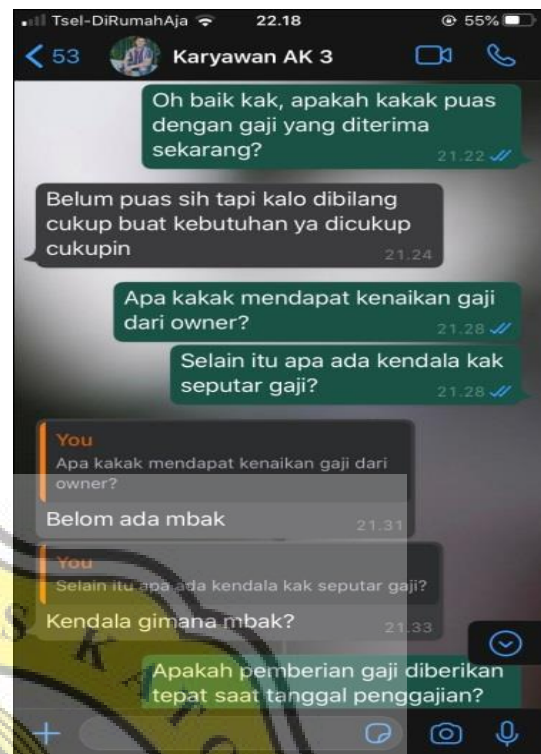 Tsel-DiRumahAja 22.18 55%
53 Karyawan AK 3
Oh baik kak, apakah kakak puas
dengan gaji yang diterima
sekarang?
21.22
Belum puas sih tapi kalo dibilang
cukup buat kebutuhan ya dicukup
cukupin
21.24
Apa kakak mendapat kenaikan gaji
dari owner?
21.28
Selain itu apa ada kendala kak
seputar gaji?
21.28
You
Apa kakak mendapat kenaikan gaji dari
owner?
Belom ada mbak
21.31
You
Selain itu apa ada kendala kak seputar gaji?
Kendala gimana mbak?
21.33
Apakah pemberian gaji diberikan
tepat saat tanggal penggajian?
S KATO